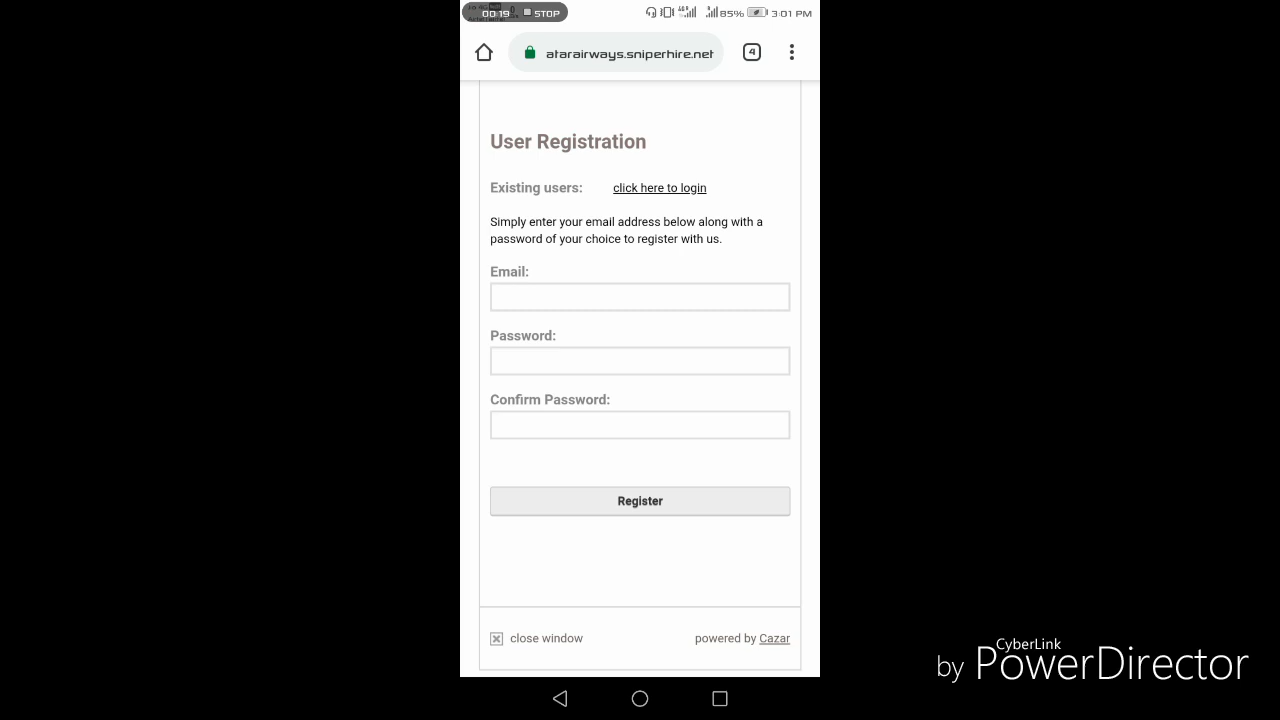 00:19 STOP
85% 3:01 PM
atarairways.sniperhire.net
4
User Registration
Existing users: click here to login
Simply enter your email address below along with a
password of your choice to register with us.
Email:
Password:
Confirm Password:
Register
close window powered by Cazar
CyberLink
by PowerDirector